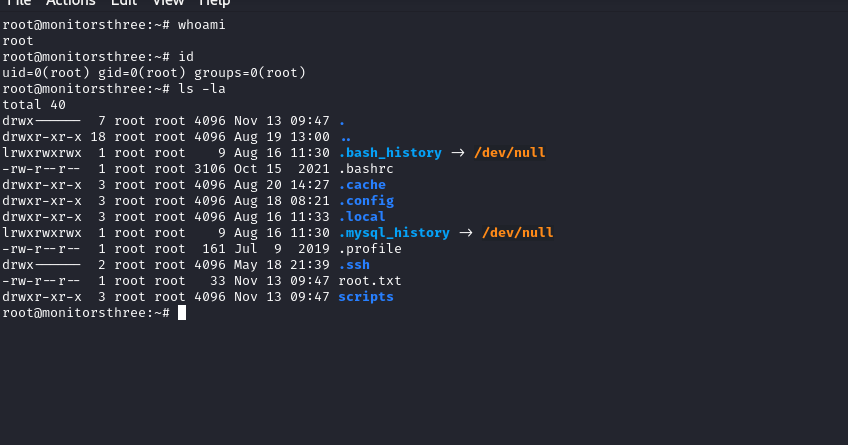 File Actions Edit View Help
root@monitorsthree:~# whoami
root
root@monitorsthree:~# id
uid=0(root) gid=0(root) groups=0(root)
root@monitorsthree:~# ls -la
total 40
drwx------  7 root root 4096 Nov 13 09:47 .
drwxr-xr-x 18 root root 4096 Aug 19 13:00 ..
lrwxrwxrwx  1 root root    9 Aug 16 11:30 .bash_history -> /dev/null
-rw-r--r--  1 root root 3106 Oct 15  2021 .bashrc
drwxr-xr-x  3 root root 4096 Aug 20 14:27 .cache
drwxr-xr-x  3 root root 4096 Aug 18 08:21 .config
drwxr-xr-x  3 root root 4096 Aug 16 11:33 .local
lrwxrwxrwx  1 root root    9 Aug 16 11:30 .mysql_history -> /dev/null
-rw-r--r--  1 root root  161 Jul  9  2019 .profile
drwx------  2 root root 4096 May 18 21:39 .ssh
-rw-r--r--  1 root root   33 Nov 13 09:47 root.txt
drwxr-xr-x  3 root root 4096 Nov 13 09:47 scripts
root@monitorsthree:~#